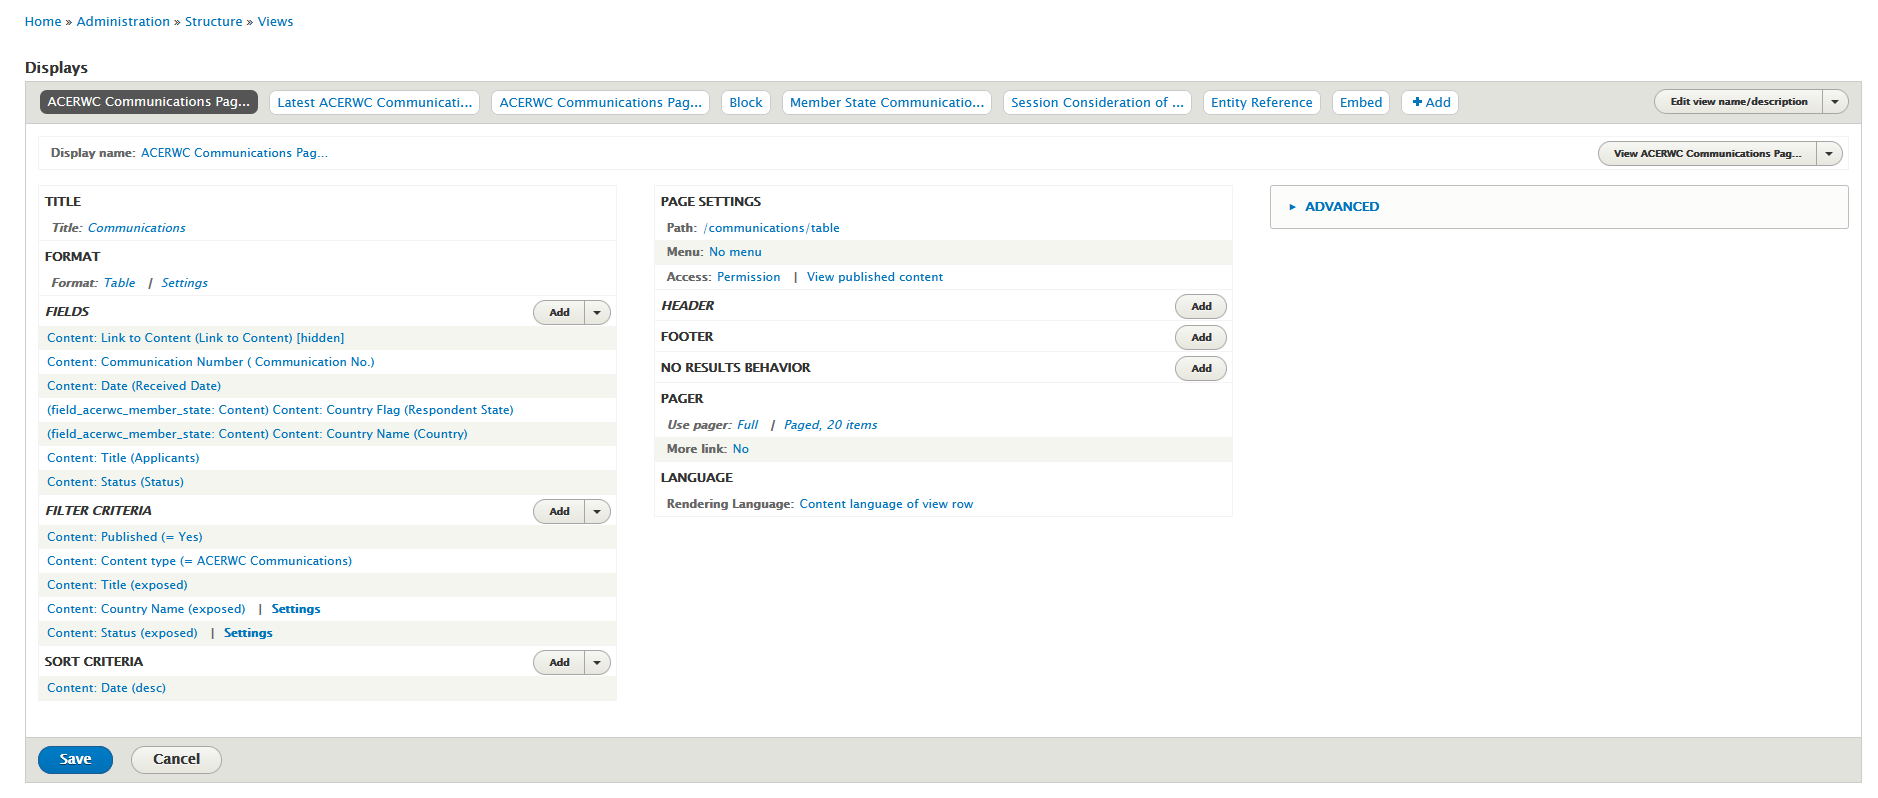 Home » Administration » Structure » Views
Displays
ACERWC Communications Pag... Latest ACERWC Communicati... ACERWC Communications Pag... Block Member State Communicatio... Session Consideration of ... Entity Reference Embed + Add Edit view name/description
Display name: ACERWC Communications Pag... View ACERWC Communications Pag...
TITLE
Title: Communications
FORMAT
Format: Table | Settings
FIELDS Add
Content: Link to Content (Link to Content) [hidden]
Content: Communication Number ( Communication No.)
Content: Date (Received Date)
(field_acerwc_member_state: Content) Content: Country Flag (Respondent State)
(field_acerwc_member_state: Content) Content: Country Name (Country)
Content: Title (Applicants)
Content: Status (Status)
FILTER CRITERIA Add
Content: Published (= Yes)
Content: Content type (= ACERWC Communications)
Content: Title (exposed)
Content: Country Name (exposed) | Settings
Content: Status (exposed) | Settings
SORT CRITERIA Add
Content: Date (desc)
PAGE SETTINGS
Path: /communications/table
Menu: No menu
Access: Permission | View published content
HEADER Add
FOOTER Add
NO RESULTS BEHAVIOR Add
PAGER
Use pager: Full | Paged, 20 items
More link: No
LANGUAGE
Rendering Language: Content language of view row
ADVANCED
Save Cancel